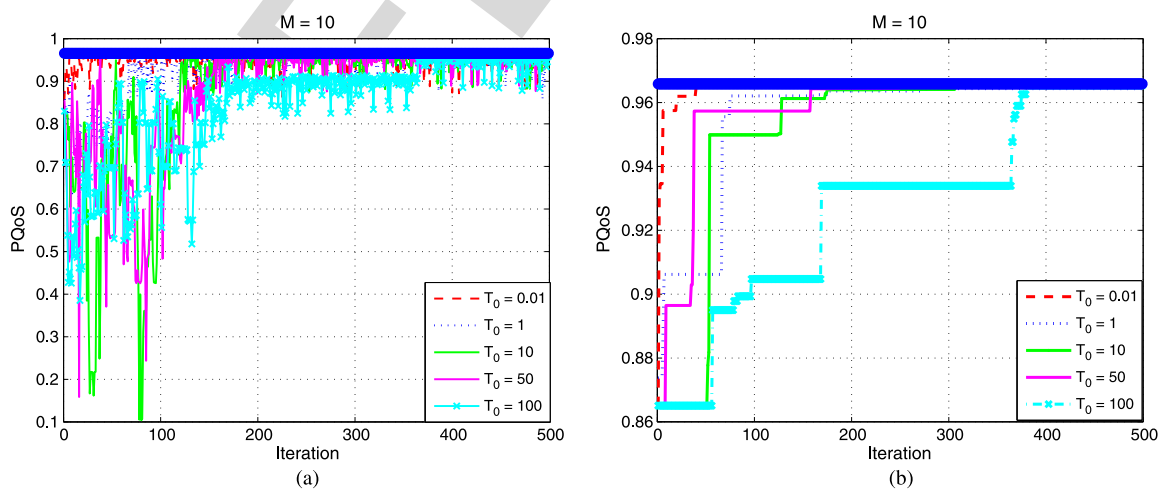 M = 10
1
0.9
0.8
0.7
0.6
0.5
0.4
0.3
0.2
0.1
PQoS
0 100 200 300 400 500
Iteration
T0 = 0.01
T0 = 1
T0 = 10
T0 = 50
T0 = 100
(a)
M = 10
0.98
0.96
0.94
0.92
0.9
0.88
0.86
PQoS
0 100 200 300 400 500
Iteration
T0 = 0.01
T0 = 1
T0 = 10
T0 = 50
T0 = 100
(b)